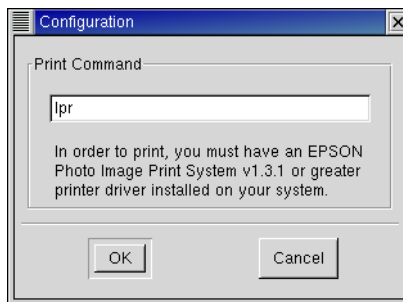 Configuration
Print Command
lpr
In order to print, you must have an EPSON
Photo Image Print System v1.3.1 or greater
printer driver installed on your system.
OK
Cancel